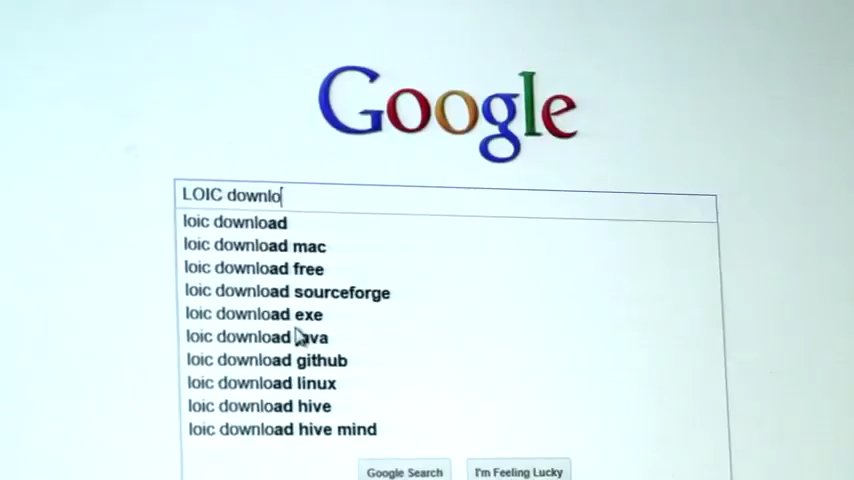 Google
LOIC downlo
loic download
loic download mac
loic download free
loic download sourceforge
loic download exe
loic download java
loic download github
loic download linux
loic download hive
loic download hive mind
Google Search
I'm Feeling Lucky